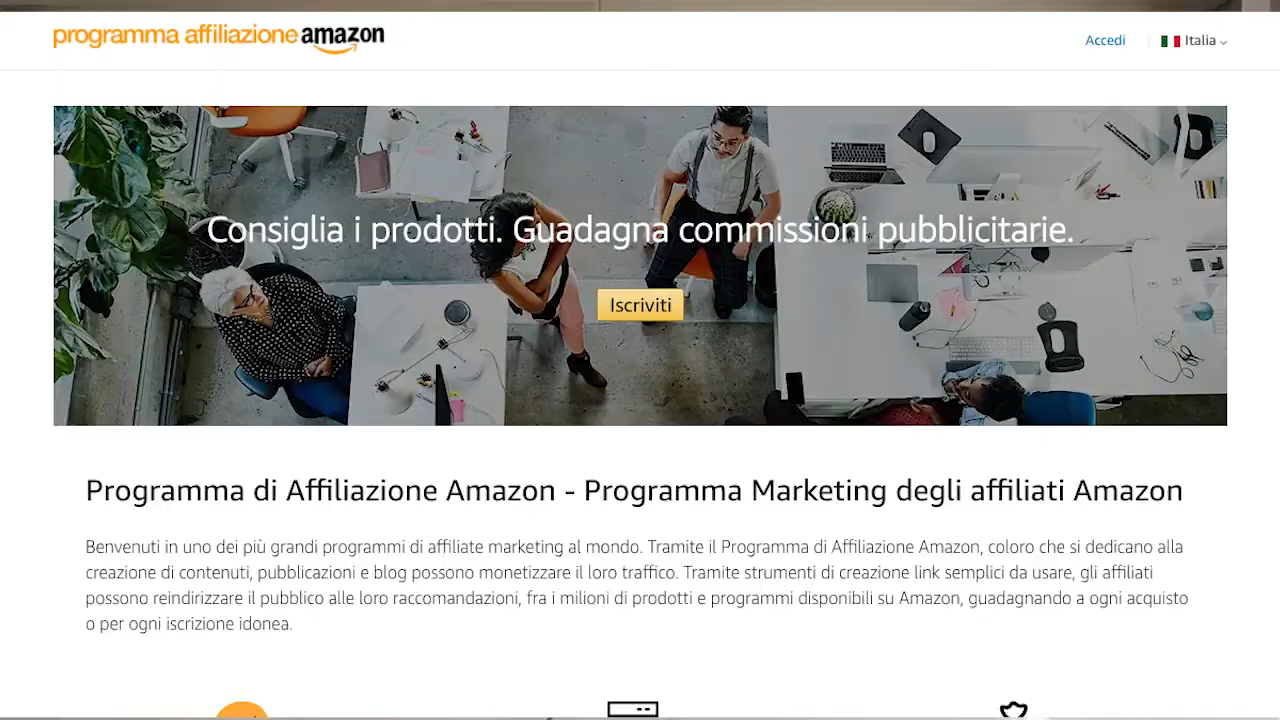 programma affiliazione amazon
Accedi
Italia
Consiglia i prodotti. Guadagna commissioni pubblicitarie.
Iscriviti
Programma di Affiliazione Amazon - Programma Marketing degli affiliati Amazon
Benvenuti in uno dei più grandi programmi di affiliate marketing al mondo. Tramite il Programma di Affiliazione Amazon, coloro che si dedicano alla
creazione di contenuti, pubblicazioni e blog possono monetizzare il loro traffico. Tramite strumenti di creazione link semplici da usare, gli affiliati
possono reindirizzare il pubblico alle loro raccomandazioni, fra i milioni di prodotti e programmi disponibili su Amazon, guadagnando a ogni acquisto
o per ogni iscrizione idonea.